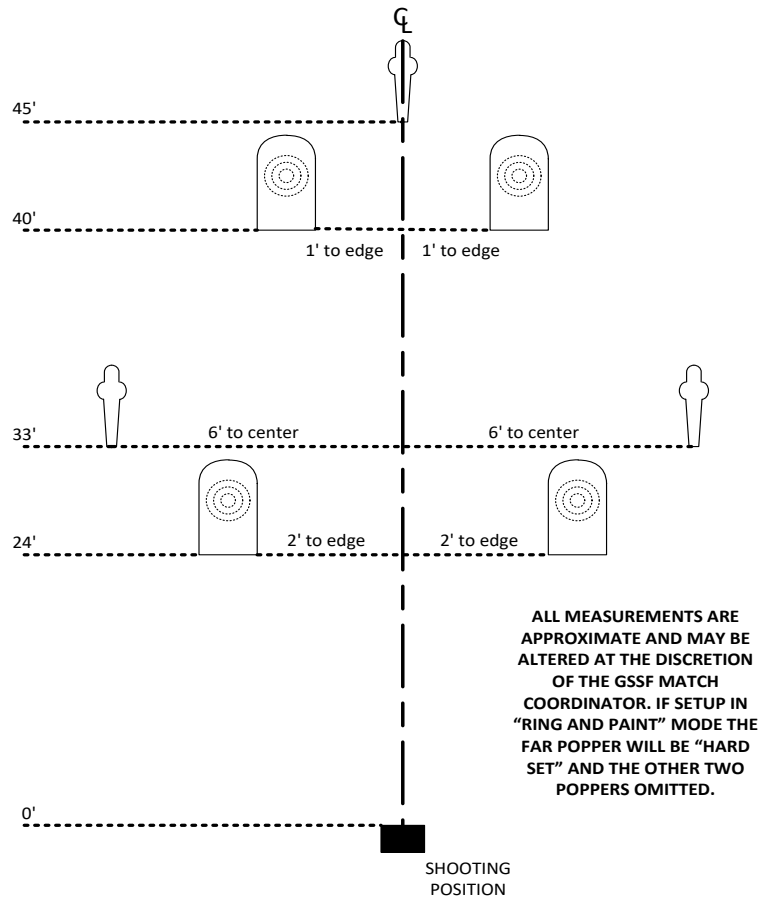 ℄
45'
40'
1' to edge 1' to edge
33'
6' to center 6' to center
24'
2' to edge 2' to edge
ALL MEASUREMENTS ARE
APPROXIMATE AND MAY BE
ALTERED AT THE DISCRETION
OF THE GSSF MATCH
COORDINATOR. IF SETUP IN
“RING AND PAINT” MODE THE
FAR POPPER WILL BE “HARD
SET” AND THE OTHER TWO
POPPERS OMITTED.
0'
SHOOTING
POSITION